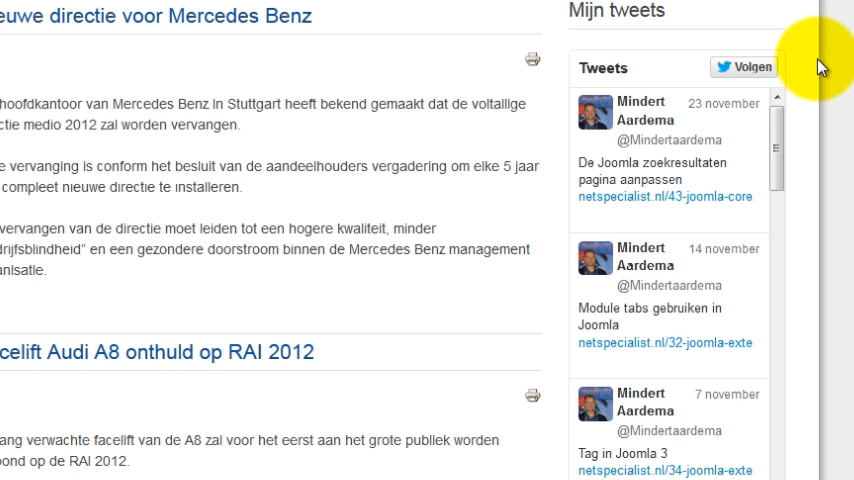 euwe directie voor Mercedes Benz
hoofdkantoor van Mercedes Benz in Stuttgart heeft bekend gemaakt dat de voltallige
ctie medio 2012 zal worden vervangen.
e vervanging is conform het besluit van de aandeelhouders vergadering om elke 5 jaar
compleet nieuwe directie te installeren.
vervangen van de directie moet leiden tot een hogere kwaliteit, minder
drijfsblindheid" en een gezondere doorstroom binnen de Mercedes Benz management
anisatie.
celift Audi A8 onthuld op RAI 2012
ang verwachte facelift van de A8 zal voor het eerst aan het grote publiek worden
oond op de RAI 2012.
Mijn tweets
Tweets
Volgen
Mindert Aardema
23 november
@Mindertaardema
De Joomla zoekresultaten
pagina aanpassen
netspecialist.nl/43-joomla-core
Mindert Aardema
14 november
@Mindertaardema
Module tabs gebruiken in
Joomla
netspecialist.nl/32-joomla-exte
Mindert Aardema
7 november
@Mindertaardema
Tag in Joomla 3
netspecialist.nl/34-joomla-exte